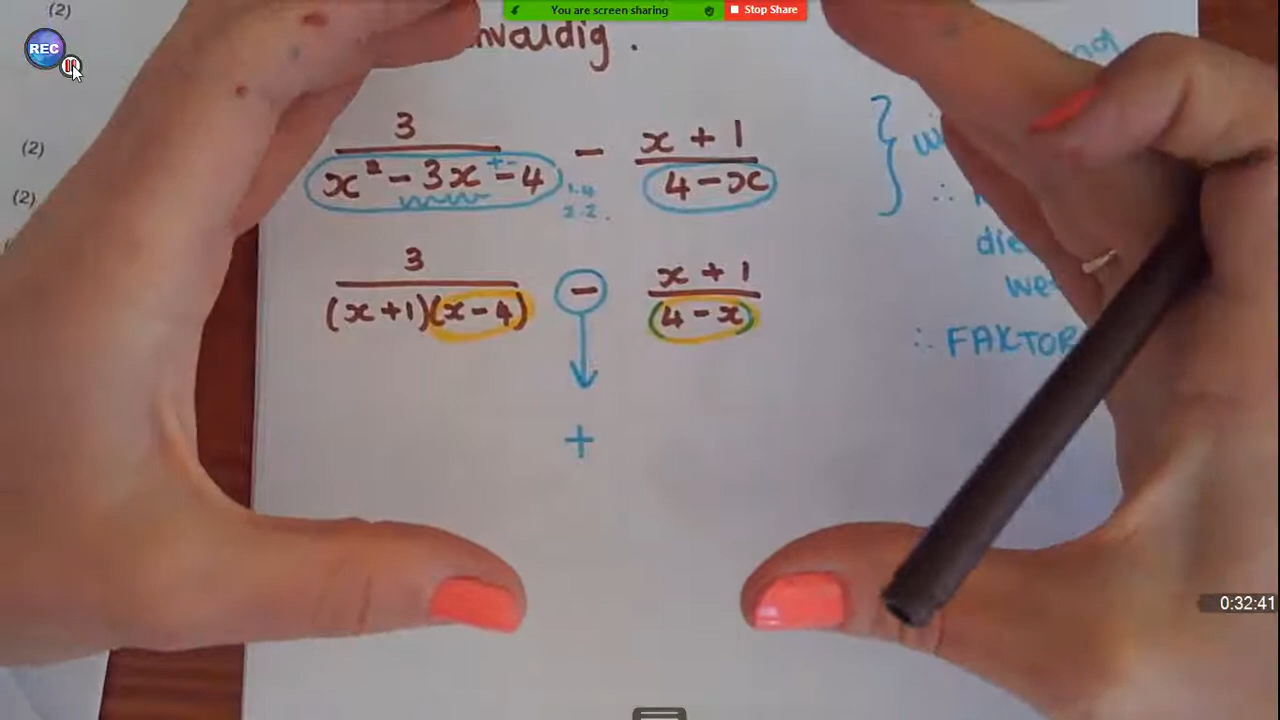 (2)
You are screen sharing
Stop Share
REC
(2)
(2)
3
x + 1
x² - 3x - 4
+-
-
4 - x
1.4
2.2.
3
x + 1
(x+1)(x-4)
-
(4-x)
+
die
∴ FAKTOR
0:32:41